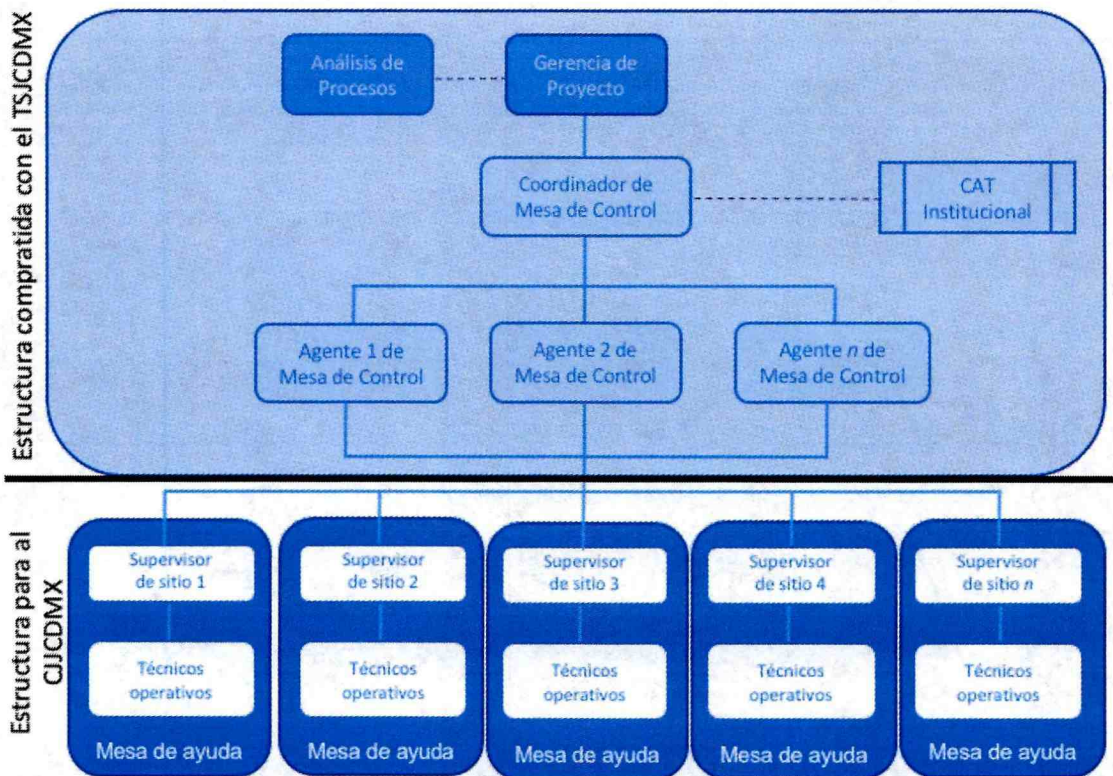 Estructura compratida con el TSJCDMX
Análisis de
Procesos
Gerencia de
Proyecto
Coordinador de
Mesa de Control
CAT
Institucional
Agente 1 de
Mesa de Control
Agente 2 de
Mesa de Control
Agente n de
Mesa de Control
Estructura para al
CJCDMX
Supervisor
de sitio 1
Supervisor
de sitio 2
Supervisor
de sitio 3
Supervisor
de sitio 4
Supervisor
de sitio n
Técnicos
operativos
Técnicos
operativos
Técnicos
operativos
Técnicos
operativos
Técnicos
operativos
Mesa de ayuda
Mesa de ayuda
Mesa de ayuda
Mesa de ayuda
Mesa de ayuda